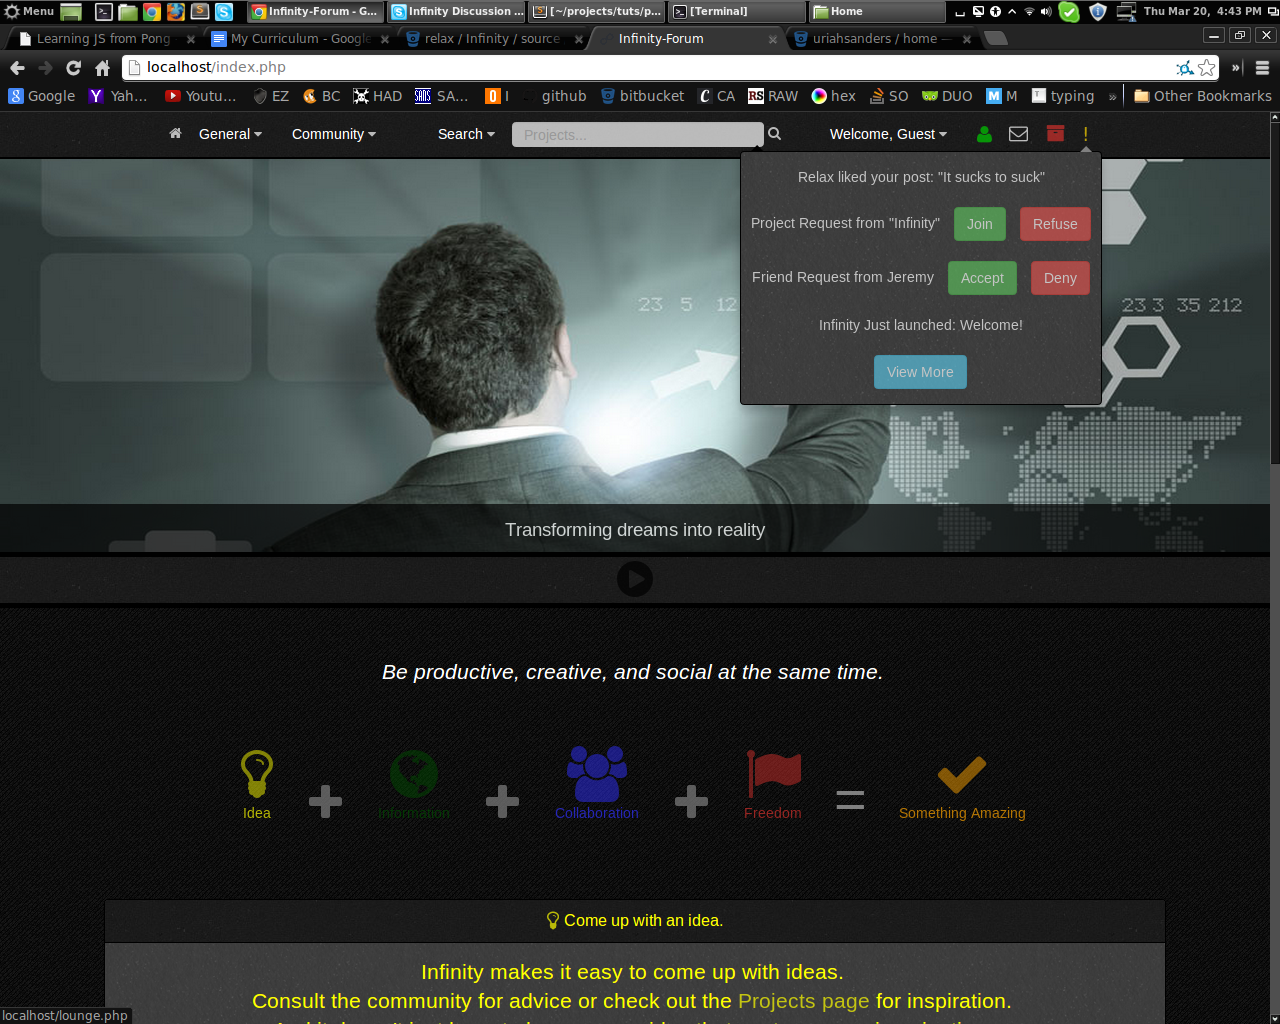 Menu Infinity-Forum - G... Infinity Discussion ... [~/projects/tuts/p... [Terminal] Home Thu Mar 20, 4:43 PM
Learning JS from Pong My Curriculum - Google relax / Infinity / source Infinity-Forum uriahsanders / home —
localhost/index.php
Google Yah... Youtu... EZ BC HAD SA... I github bitbucket CA RAW hex SO DUO M typing » Other Bookmarks
General Community Search Projects... Welcome, Guest !
Relax liked your post: "It sucks to suck"
Project Request from "Infinity" Join Refuse
Friend Request from Jeremy Accept Deny
Infinity Just launched: Welcome!
View More
23 5 12
23 3 35 212
Transforming dreams into reality
Be productive, creative, and social at the same time.
Idea Information Collaboration Freedom Something Amazing
Come up with an idea.
Infinity makes it easy to come up with ideas.
Consult the community for advice or check out the Projects page for inspiration.
localhost/lounge.php